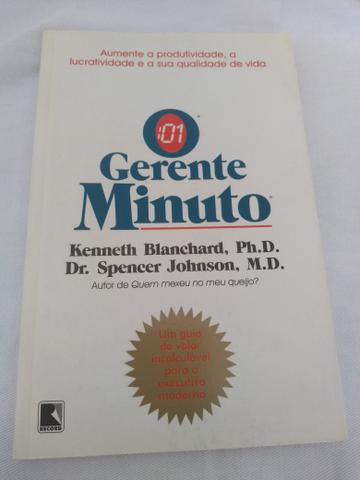 Aumente a produtividade, a
lucratividade e a sua qualidade de vida
O
:01
Gerente
Minuto
Kenneth Blanchard, Ph.D.
Dr. Spencer Johnson, M.D.
Autor de Quem mexeu no meu queijo?
Um guia
de valor
incalculável
para o
executivo
moderno
RECORD